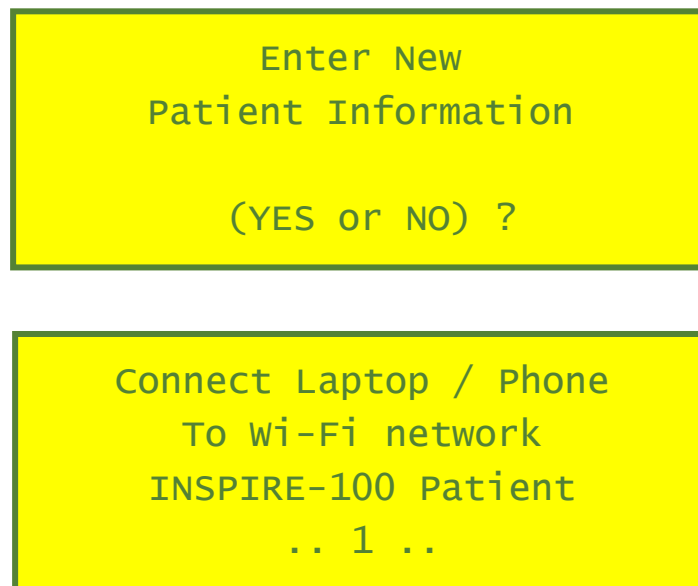 Enter New
Patient Information
(YES or NO) ?
Connect Laptop / Phone
To Wi-Fi network
INSPIRE-100 Patient
.. 1 ..